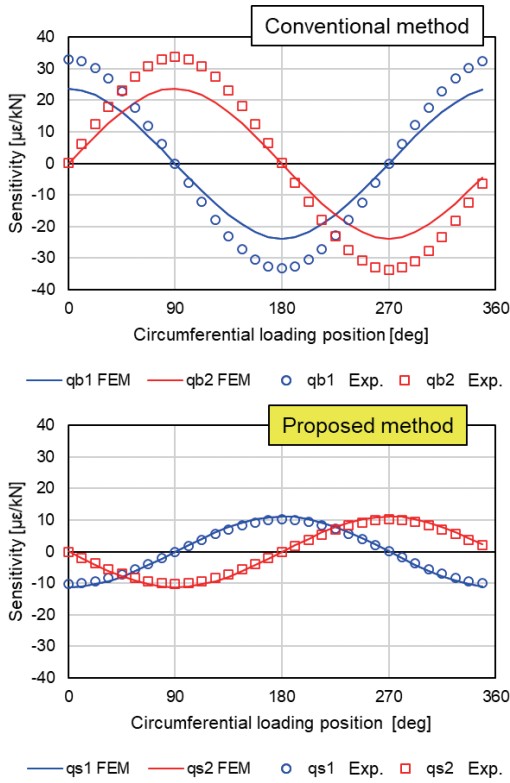 Conventional method
Sensitivity [µε/kN]
40
30
20
10
0
-10
-20
-30
-40
0 90 180 270 360
Circumferential loading position [deg]
qb1 FEM qb2 FEM qb1 Exp. qb2 Exp.
Proposed method
Sensitivity [µε/kN]
40
30
20
10
0
-10
-20
-30
-40
0 90 180 270 360
Circumferential loading position [deg]
qs1 FEM qs2 FEM qs1 Exp. qs2 Exp.